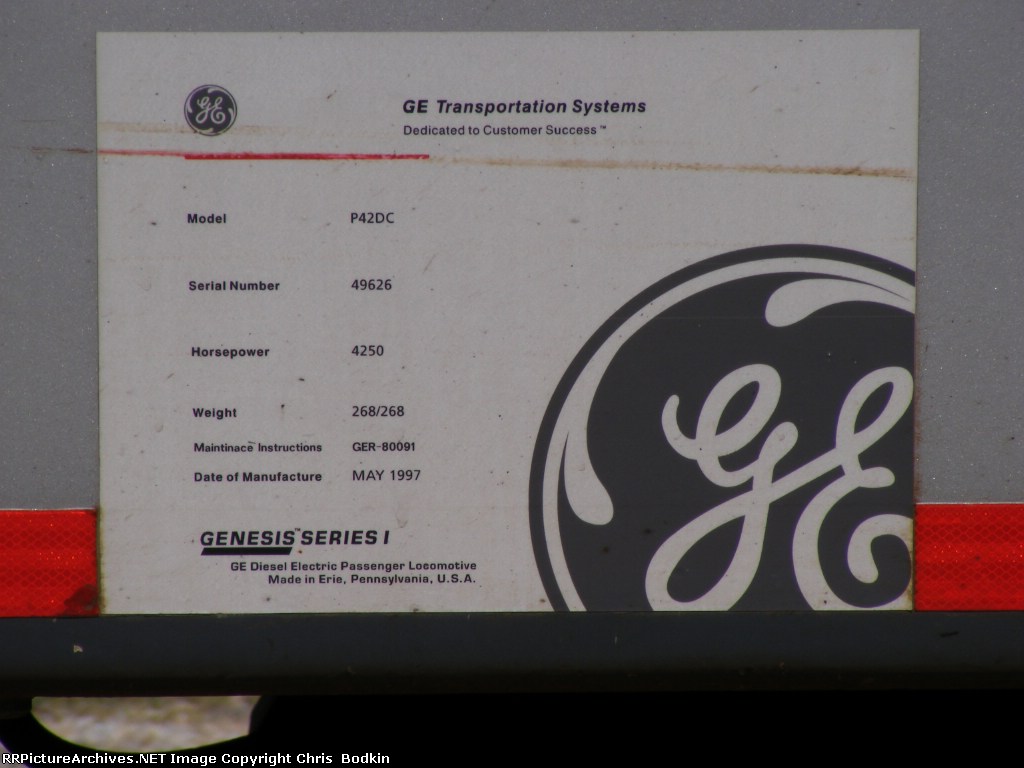 GE
GE Transportation Systems
Dedicated to Customer Success™
Model P42DC
Serial Number 49626
Horsepower 4250
Weight 268/268
Maintinace Instructions GER-80091
Date of Manufacture MAY 1997
GE
GENESIS™ SERIES I
GE Diesel Electric Passenger Locomotive
Made in Erie, Pennsylvania, U.S.A.
RRPictureArchives.NET Image Copyright Chris Bodkin